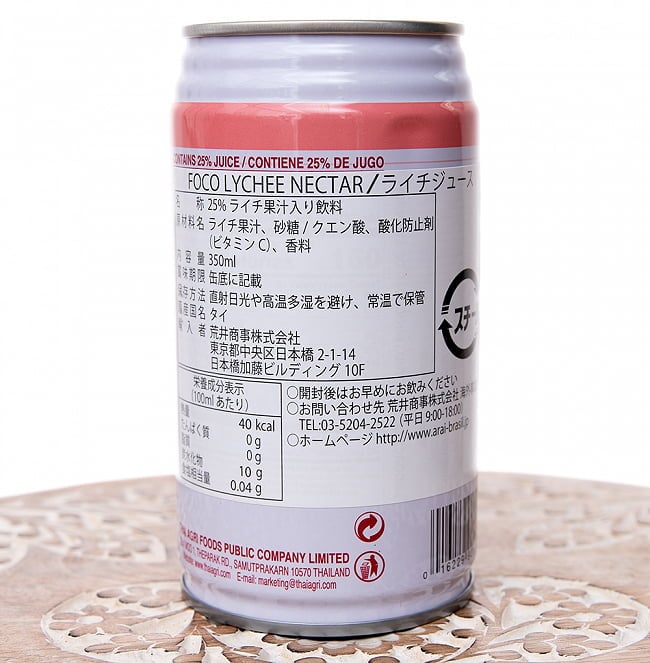 CONTAINS 25% JUICE / CONTIENE 25% DE JUGO
FOCO LYCHEE NECTAR/ライチジュース
名 称 25% ライチ果汁入り飲料
原材料名 ライチ果汁、砂糖 / クエン酸、酸化防止剤
(ビタミン C)、香料
内 容 量 350ml
賞味期限 缶底に記載
保存方法 直射日光や高温多湿を避け、常温で保管
原産国名 タイ
輸 入 者 荒井商事株式会社
東京都中央区日本橋 2-1-14
日本橋加藤ビルディング 10F
栄養成分表示
(100ml あたり)
熱量 40 kcal
たんぱく質 0g
脂質 0g
炭水化物 10 g
食塩相当量 0.04 g
○開封後はお早めにお飲みください
○お問い合わせ先 荒井商事株式会社
TEL:03-5204-2522 (平日 9:00-18:00)
○ホームページ http://www.arai-brasil.jp
スチー
AGRI FOODS PUBLIC COMPANY LIMITED
THEPARAK RD., SAMUTPRAKARN 10570 THAILAND
Website: www.thaiagri.com E-mail: marketing@thaiagri.com
0 16229